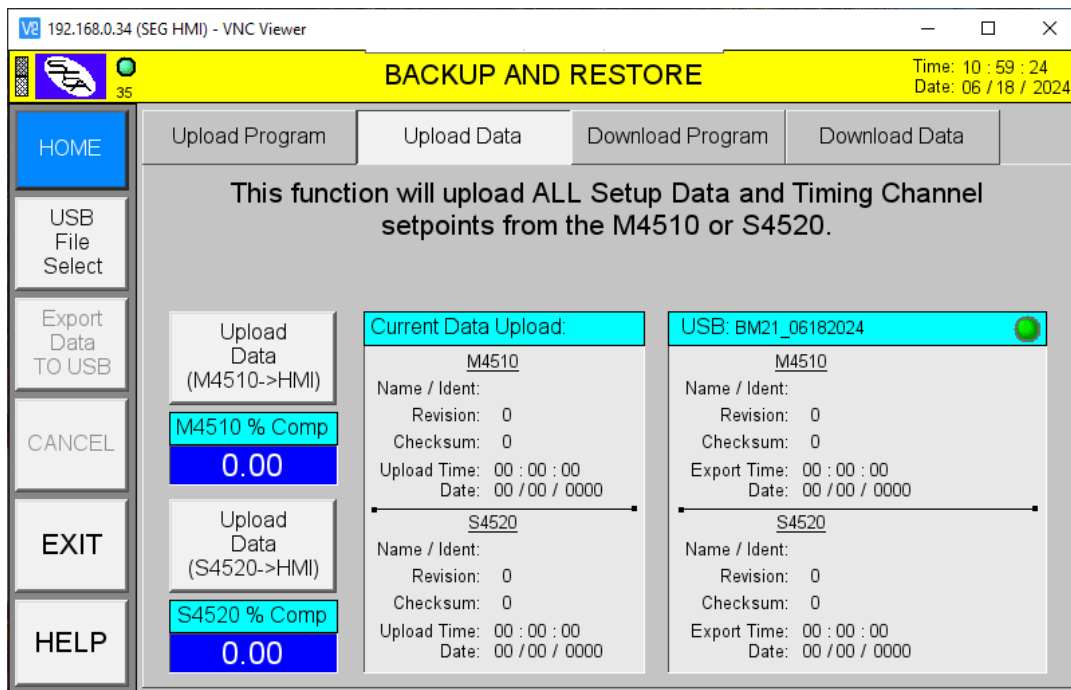 192.168.0.34 (SEG HMI) - VNC Viewer
35
BACKUP AND RESTORE
Time: 10 : 59 : 24
Date: 06 / 18 / 2024
HOME
USB
File
Select
Export
Data
TO USB
CANCEL
EXIT
HELP
Upload Program
Upload Data
Download Program
Download Data
This function will upload ALL Setup Data and Timing Channel
setpoints from the M4510 or S4520.
Upload
Data
(M4510->HMI)
M4510 % Comp
0.00
Upload
Data
(S4520->HMI)
S4520 % Comp
0.00
Current Data Upload:
M4510
Name / Ident:
Revision: 0
Checksum: 0
Upload Time: 00 : 00 : 00
Date: 00 / 00 / 0000
S4520
Name / Ident:
Revision: 0
Checksum: 0
Upload Time: 00 : 00 : 00
Date: 00 / 00 / 0000
USB: BM21_06182024
M4510
Name / Ident:
Revision: 0
Checksum: 0
Export Time: 00 : 00 : 00
Date: 00 / 00 / 0000
S4520
Name / Ident:
Revision: 0
Checksum: 0
Export Time: 00 : 00 : 00
Date: 00 / 00 / 0000